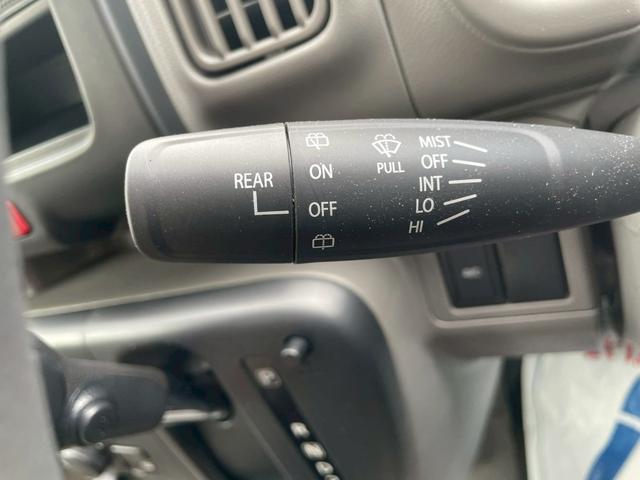 REAR
ON
OFF
PULL
MIST
OFF
INT
LO
HI